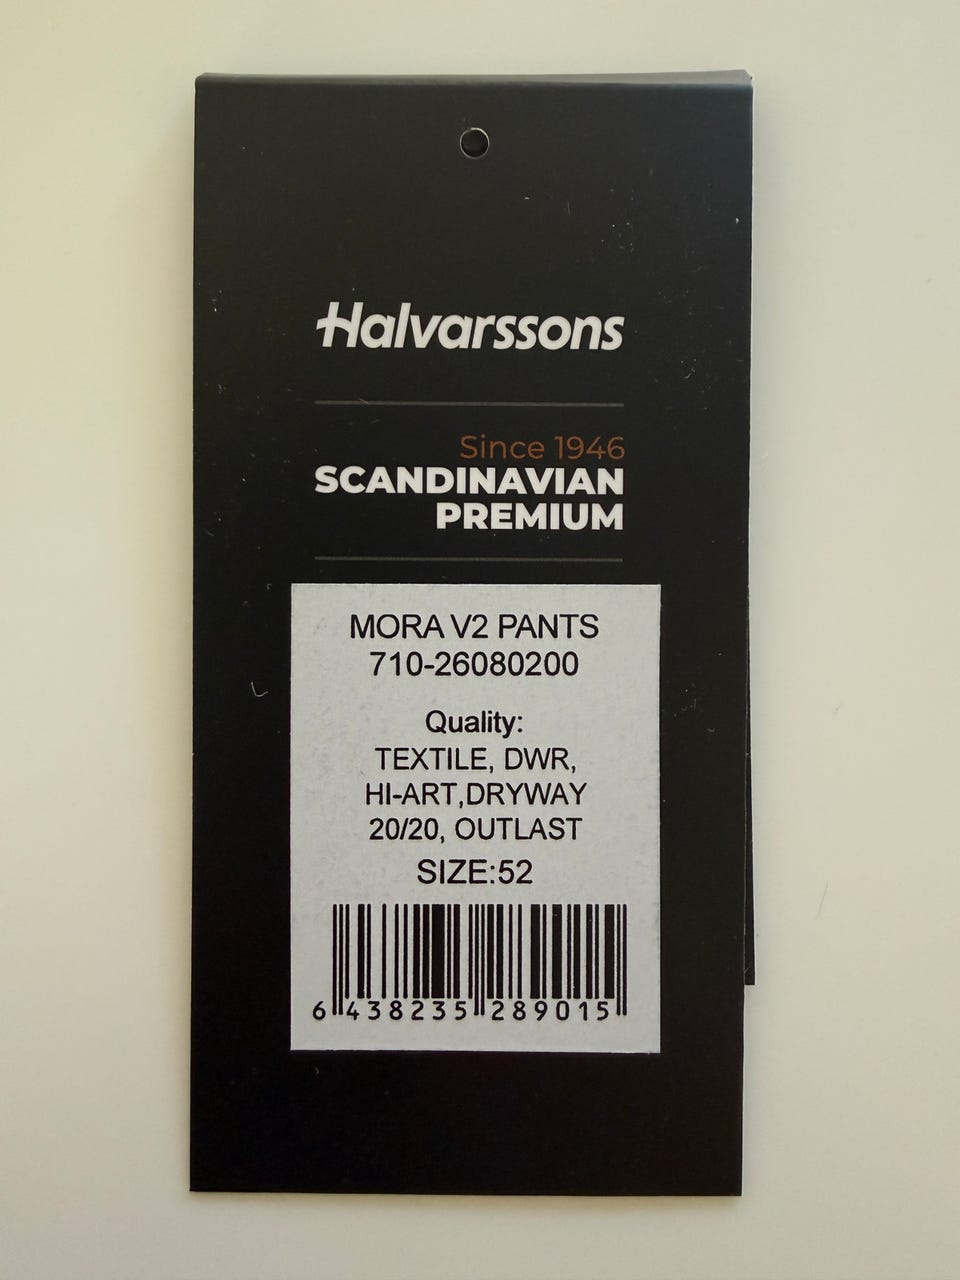 Halvarssons
Since 1946
SCANDINAVIAN
PREMIUM
MORA V2 PANTS
710-26080200
Quality:
TEXTILE, DWR,
HI-ART,DRYWAY
20/20, OUTLAST
SIZE:52
6 438235 289015